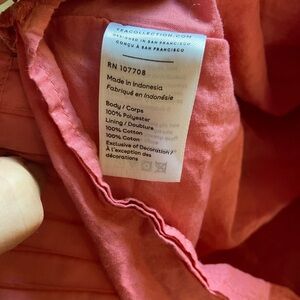 TEACOLLECTION.COM
DESIGNED IN SAN FRANCISCO
CONÇU À SAN FRANCISCO
RN 107708
Made in Indonesia
Fabriqué en Indonésie
Body / Corps
100% Polyester
Lining / Doublure
100% Cotton
100% Coton
Exclusive of Decoration /
À l'exception des
décorations